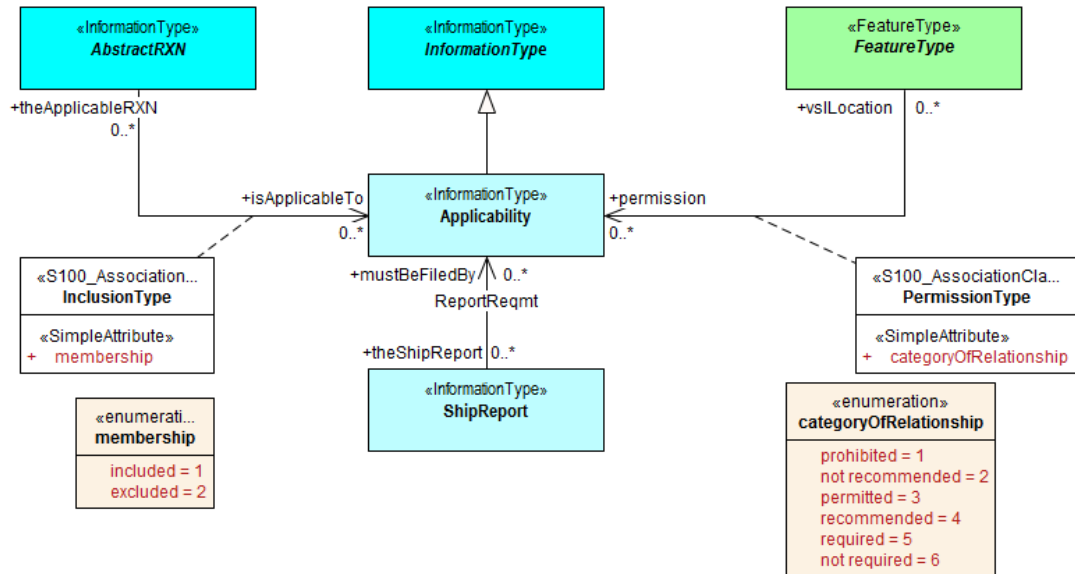 «InformationType»
AbstractRXN
«InformationType»
InformationType
«FeatureType»
FeatureType
+theApplicableRXN
0..*
+vslLocation
0..*
+isApplicableTo
0..*
«InformationType»
Applicability
+permission
0..*
«S100_Association...
InclusionType
«SimpleAttribute»
+ membership
+mustBeFiledBy
0..*
ReportReqmt
+theShipReport
0..*
«InformationType»
ShipReport
«S100_AssociationCla...
PermissionType
«SimpleAttribute»
+ categoryOfRelationship
«enumerati...
membership
included = 1
excluded = 2
«enumeration»
categoryOfRelationship
prohibited = 1
not recommended = 2
permitted = 3
recommended = 4
required = 5
not required = 6